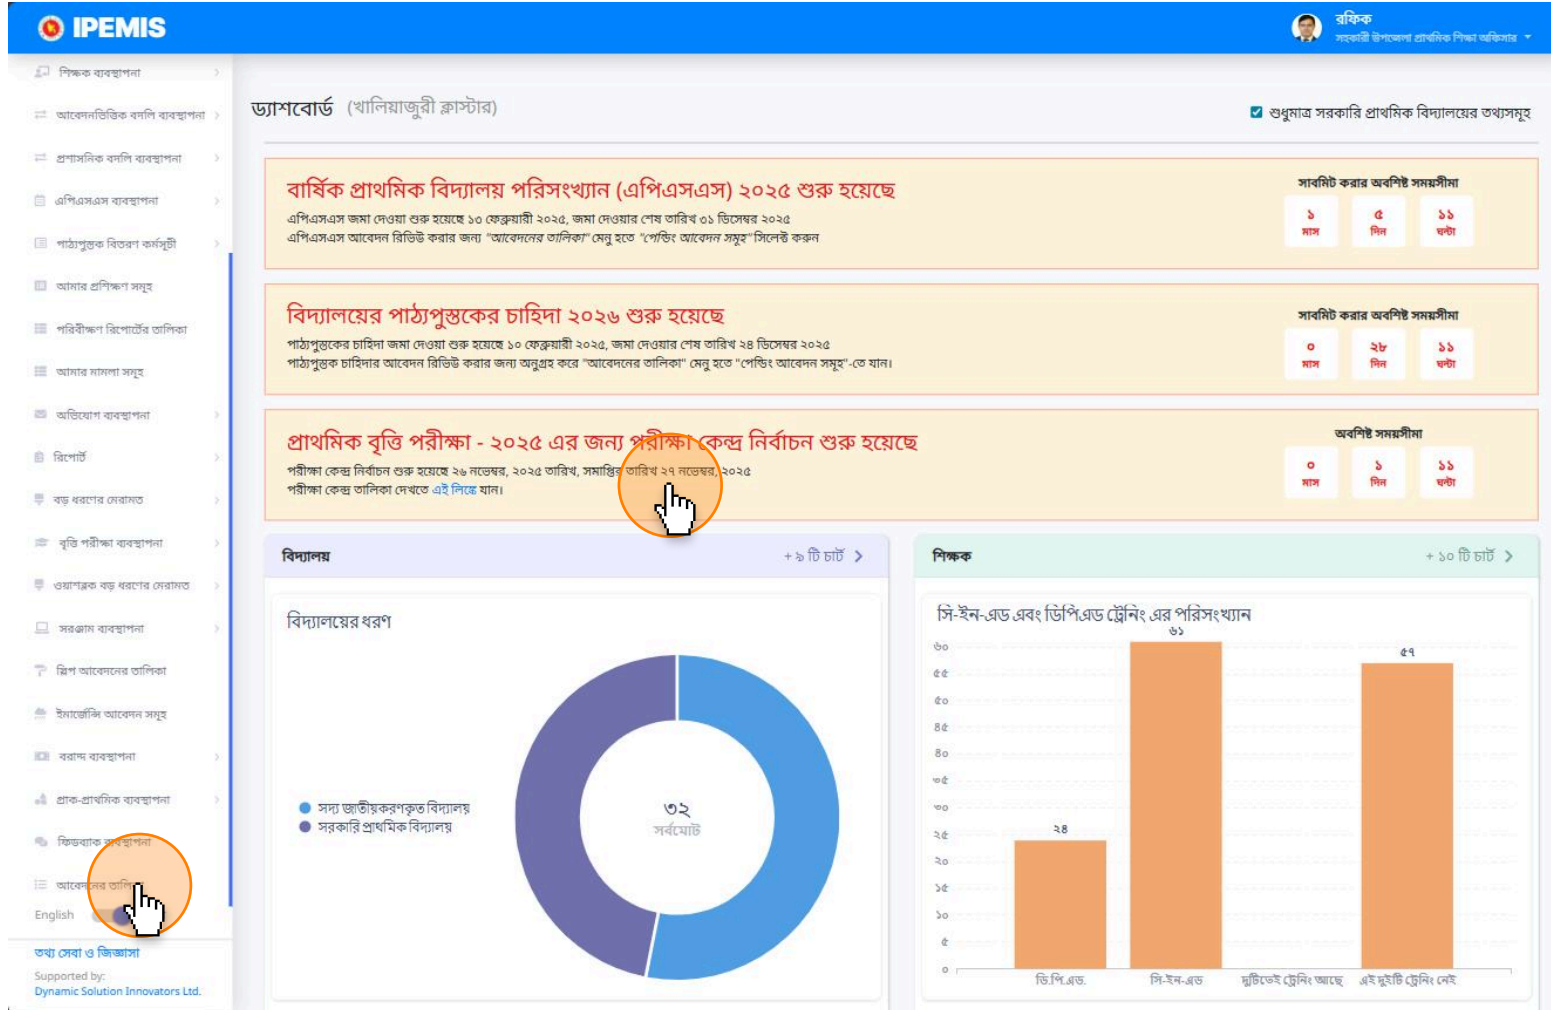 IPEMIS
রফিক
সহকারী উপজেলা প্রাথমিক শিক্ষা অফিসার
শিক্ষক ব্যবস্থাপনা
আবেদনভিত্তিক বদলি ব্যবস্থাপনা
প্রশাসনিক বদলি ব্যবস্থাপনা
এপিএসএস ব্যবস্থাপনা
পাঠ্যপুস্তক বিতরণ কর্মসূচী
আমার প্রশিক্ষণ সমূহ
পরিবীক্ষণ রিপোর্টের তালিকা
আমার মামলা সমূহ
অভিযোগ ব্যবস্থাপনা
রিপোর্ট
বড় ধরণের মেরামত
বৃত্তি পরীক্ষা ব্যবস্থাপনা
ওয়াশব্লক বড় ধরণের মেরামত
সরঞ্জাম ব্যবস্থাপনা
স্লিপ আবেদনের তালিকা
ইমার্জেন্সি আবেদন সমূহ
বরাদ্দ ব্যবস্থাপনা
প্রাক-প্রাথমিক ব্যবস্থাপনা
ফিডব্যাক ব্যবস্থাপনা
আবেদনের তালিকা
English
তথ্য সেবা ও জিজ্ঞাসা
Supported by:
Dynamic Solution Innovators Ltd.
ড্যাশবোর্ড (খালিয়াজুরী ক্লাস্টার)
শুধুমাত্র সরকারি প্রাথমিক বিদ্যালয়ের তথ্যসমূহ
বার্ষিক প্রাথমিক বিদ্যালয় পরিসংখ্যান (এপিএসএস) ২০২৫ শুরু হয়েছে
এপিএসএস জমা দেওয়া শুরু হয়েছে ১৩ ফেব্রুয়ারী ২০২৫, জমা দেওয়ার শেষ তারিখ ৩১ ডিসেম্বর ২০২৫
এপিএসএস আবেদন রিভিউ করার জন্য "আবেদনের তালিকা" মেনু হতে "পেন্ডিং আবেদন সমূহ" সিলেক্ট করুন
সাবমিট করার অবশিষ্ট সময়সীমা
১ ৫ ১১
মাস দিন ঘন্টা
বিদ্যালয়ের পাঠ্যপুস্তকের চাহিদা ২০২৬ শুরু হয়েছে
পাঠ্যপুস্তকের চাহিদা জমা দেওয়া শুরু হয়েছে ১০ ফেব্রুয়ারী ২০২৫, জমা দেওয়ার শেষ তারিখ ২৪ ডিসেম্বর ২০২৫
পাঠ্যপুস্তক চাহিদার আবেদন রিভিউ করার জন্য অনুগ্রহ করে "আবেদনের তালিকা" মেনু হতে "পেন্ডিং আবেদন সমূহ"-তে যান।
সাবমিট করার অবশিষ্ট সময়সীমা
০ ২৮ ১১
মাস দিন ঘন্টা
প্রাথমিক বৃত্তি পরীক্ষা - ২০২৫ এর জন্য পরীক্ষা কেন্দ্র নির্বাচন শুরু হয়েছে
পরীক্ষা কেন্দ্র নির্বাচন শুরু হয়েছে ২৬ নভেম্বর, ২০২৫ তারিখ, সমাপ্তির তারিখ ২৭ নভেম্বর, ২০২৫
পরীক্ষা কেন্দ্র তালিকা দেখতে এই লিঙ্কে যান।
অবশিষ্ট সময়সীমা
০ ১ ১১
মাস দিন ঘন্টা
বিদ্যালয়
+ ৯ টি চার্ট
বিদ্যালয়ের ধরণ
সদ্য জাতীয়করণকৃত বিদ্যালয়
সরকারি প্রাথমিক বিদ্যালয়
৩২
সর্বমোট
শিক্ষক
+ ১০ টি চার্ট
সি-ইন-এড এবং ডিপিএড ট্রেনিং এর পরিসংখ্যান
৬০
৫৫
৫০
৪৫
৪০
৩৫
৩০
২৫
২০
১৫
১০
৫
০
২৪
৬১
৫৭
ডি.পি.এড.
সি-ইন-এড
দুটিতেই ট্রেনিং আছে
এই দুইটি ট্রেনিং নেই